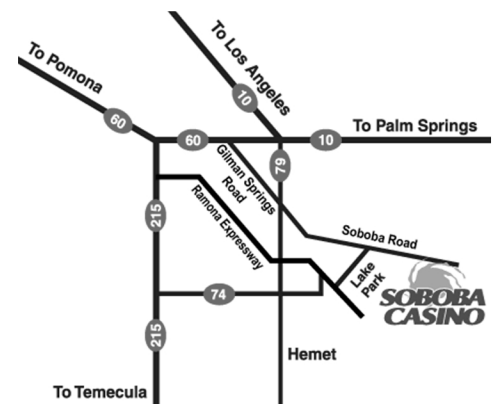 To Los Angeles
To Pomona
10
60
60
10
To Palm Springs
79
Gilman Springs
Road
Ramona Expressway
215
Soboba Road
Lake
Park
SOBOBA
CASINO
74
215
Hemet
To Temecula